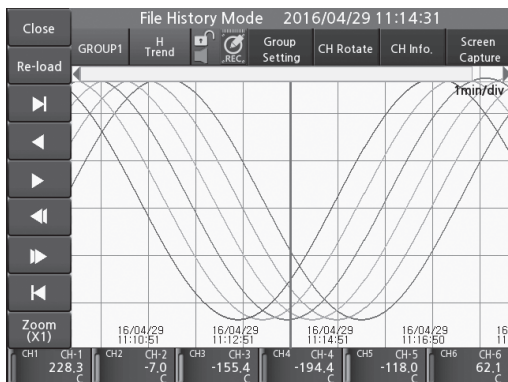 Close
File History Mode 2016/04/29 11:14:31
Re-load
GROUP1
H
Trend
REC
Group
Setting
CH Rotate
CH Info.
Screen
Capture
1min/div
16/04/29
11:10:51
16/04/29
11:12:51
16/04/29
11:14:51
16/04/29
11:16:50
16
11
Zoom
(X1)
CH1 CH-1
228.3
C
CH2 CH-2
-7.0
C
CH3 CH-3
-155.4
C
CH4 CH-4
-194.4
C
CH5 CH-5
-118.0
C
CH6 CH-6
62.1
C